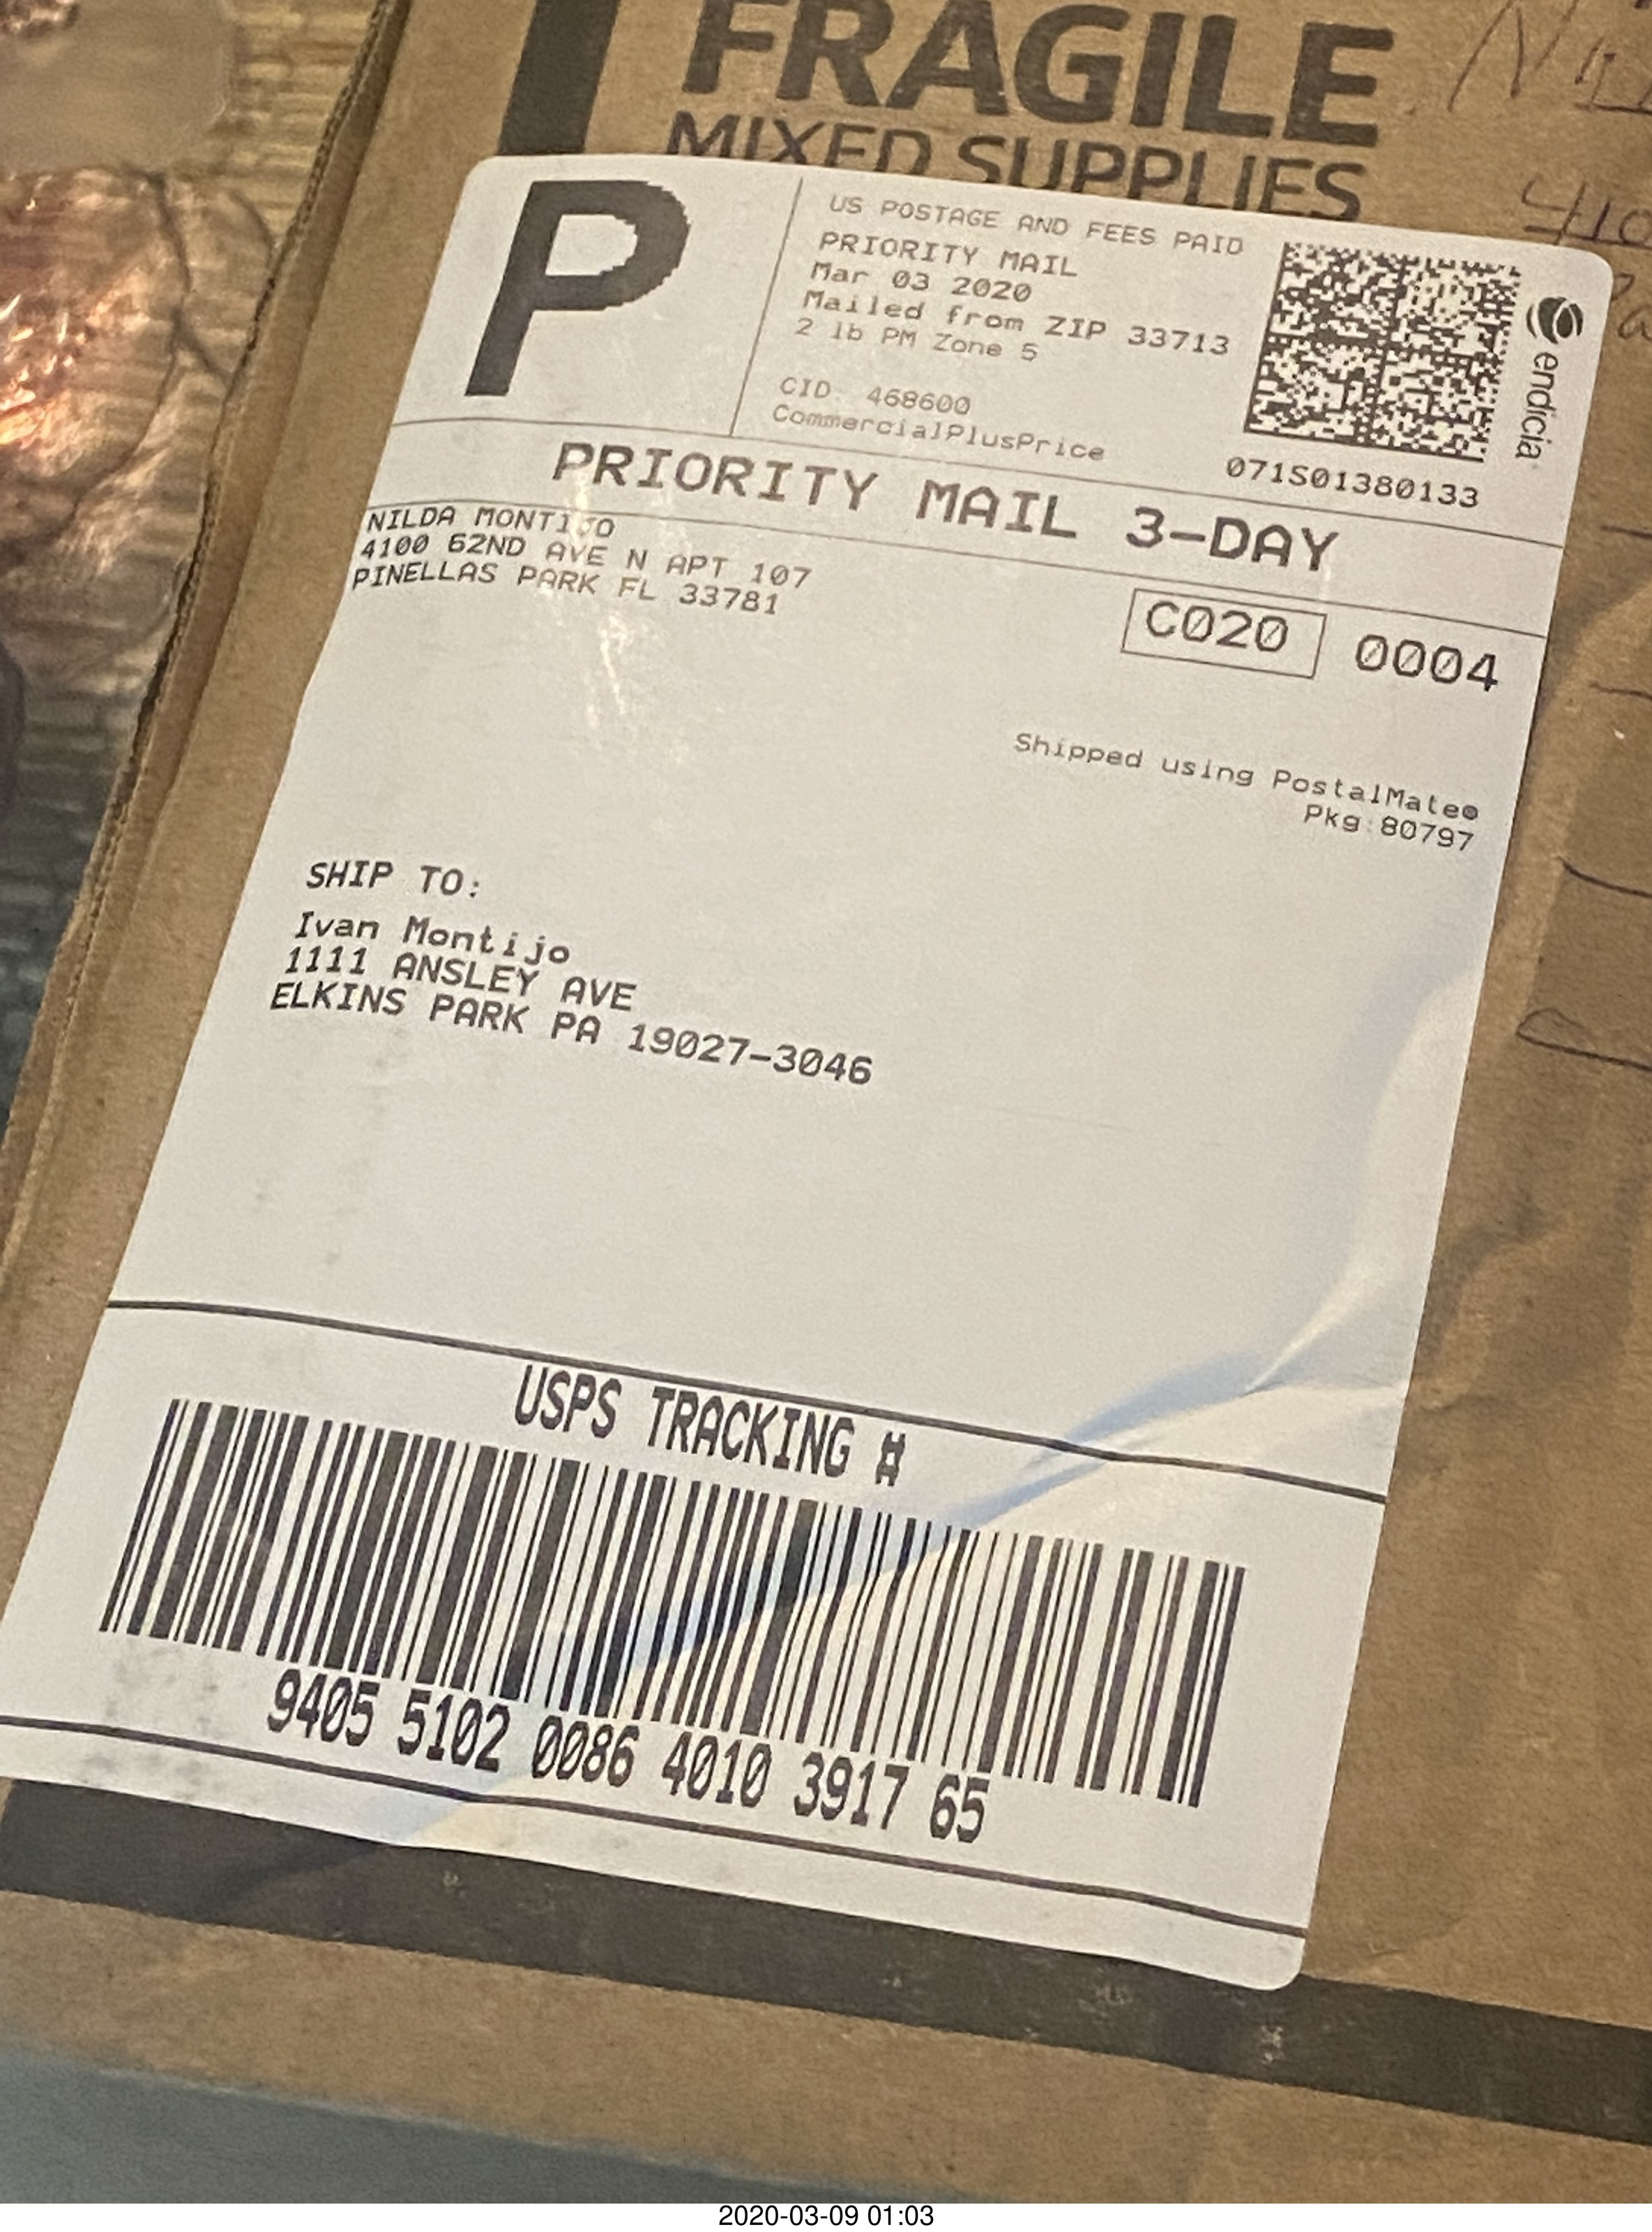 FRAGILE
MIXED SUPPLIES
P
US POSTAGE AND FEES PAID
PRIORITY MAIL
Mar 03 2020
Mailed from ZIP 33713
2 lb PM Zone 5
CID: 468600
CommercialPlusPrice
endicia
071S01380133
PRIORITY MAIL 3-DAY
NILDA MONTIJO
4100 62ND AVE N APT 107
PINELLAS PARK FL 33781
C020 0004
Shipped using PostalMate®
Pkg:80797
SHIP TO:
Ivan Montijo
1111 ANSLEY AVE
ELKINS PARK PA 19027-3046
USPS TRACKING #
9405 5102 0086 4010 3917 65
2020-03-09 01:03